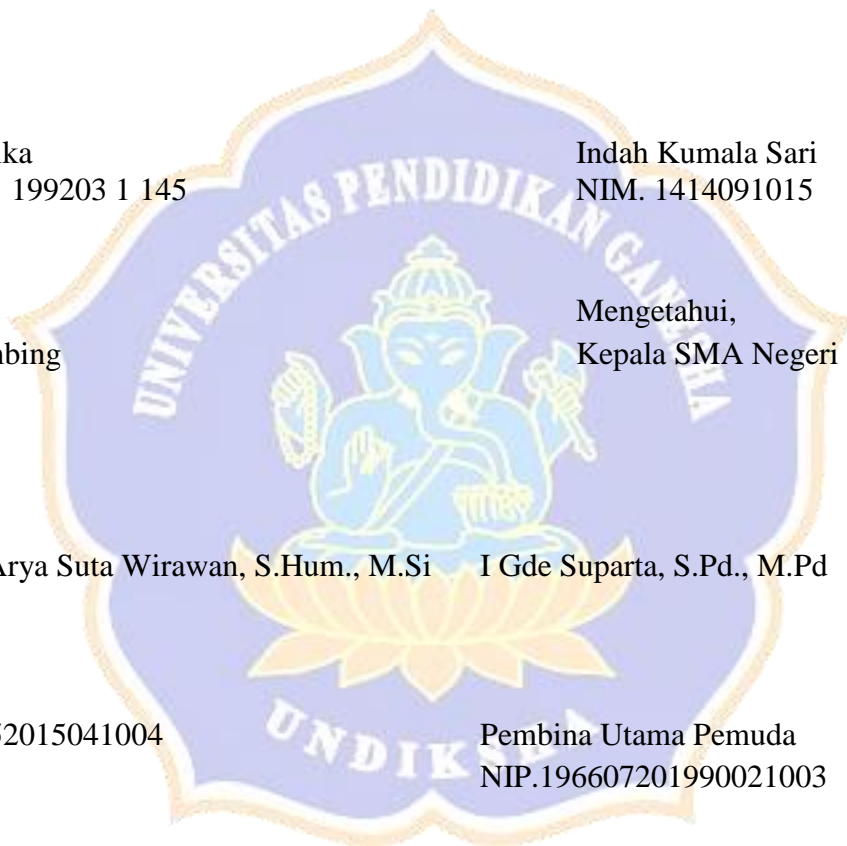 ka Indah Kumala Sari
199203 1 145 NIM. 1414091015
UNIVERSITAS PENDIDIKAN GANESHA
Mengetahui,
bing Kepala SMA Negeri
Arya Suta Wirawan, S.Hum., M.Si I Gde Suparta, S.Pd., M.Pd
2015041004 Pembina Utama Pemuda
NIP.196607201990021003
UNDIKSHA